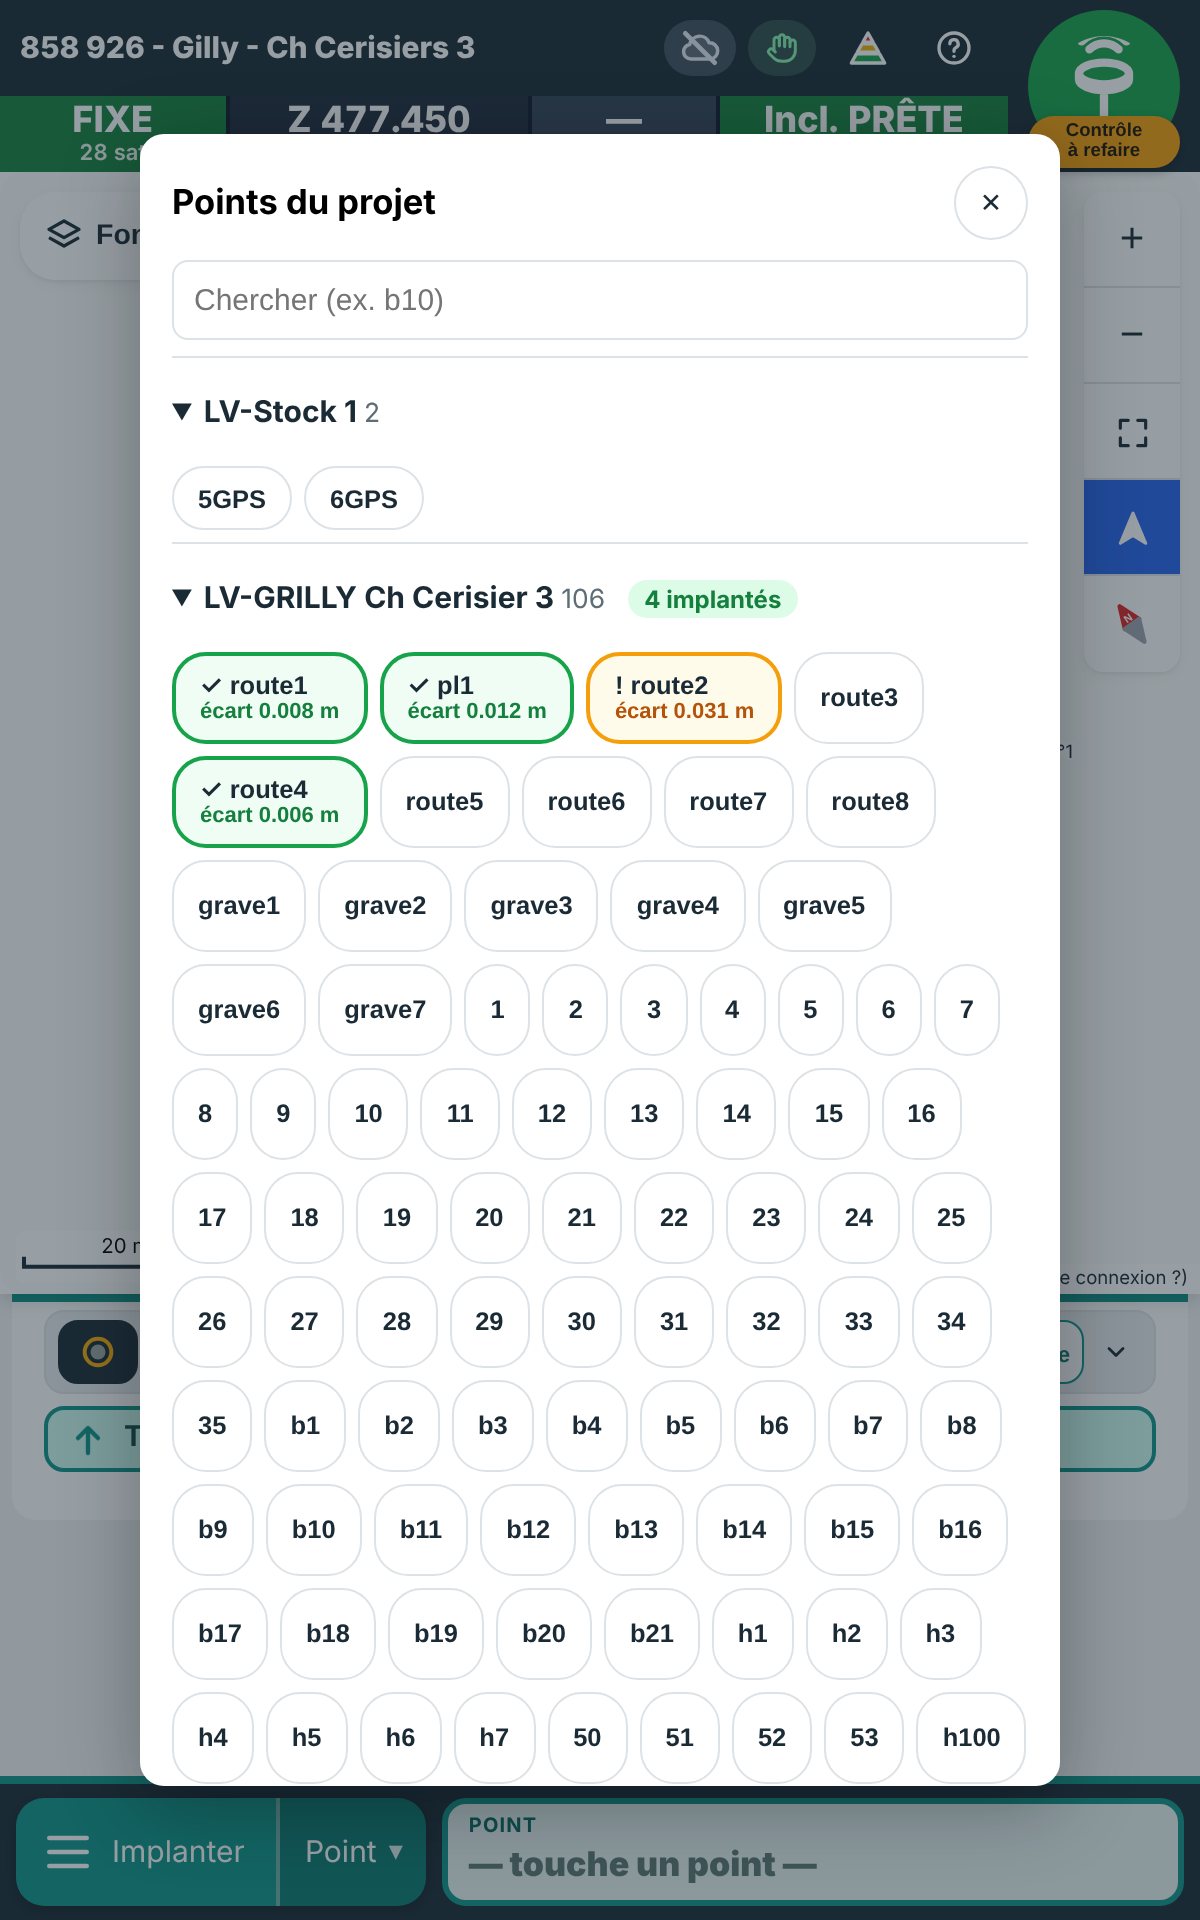 858 926 - Gilly - Ch Cerisiers 3
FIXE
Z 477.450
—
Incl. PRÊTE
28 sat
Contrôle
à refaire
For
Points du projet
Chercher (ex. b10)
▼ LV-Stock 1 2
5GPS 6GPS
▼ LV-GRILLY Ch Cerisier 3 106 4 implantés
✓ route1
écart 0.008 m
✓ pl1
écart 0.012 m
! route2
écart 0.031 m
route3
✓ route4
écart 0.006 m
route5 route6 route7 route8
grave1 grave2 grave3 grave4 grave5
grave6 grave7 1 2 3 4 5 6 7
8 9 10 11 12 13 14 15 16
17 18 19 20 21 22 23 24 25
26 27 28 29 30 31 32 33 34
35 b1 b2 b3 b4 b5 b6 b7 b8
b9 b10 b11 b12 b13 b14 b15 b16
b17 b18 b19 b20 b21 h1 h2 h3
h4 h5 h6 h7 50 51 52 53 h100
N
°1
20 m
e connexion ?)
e
T
Implanter
Point ▾
POINT
— touche un point —